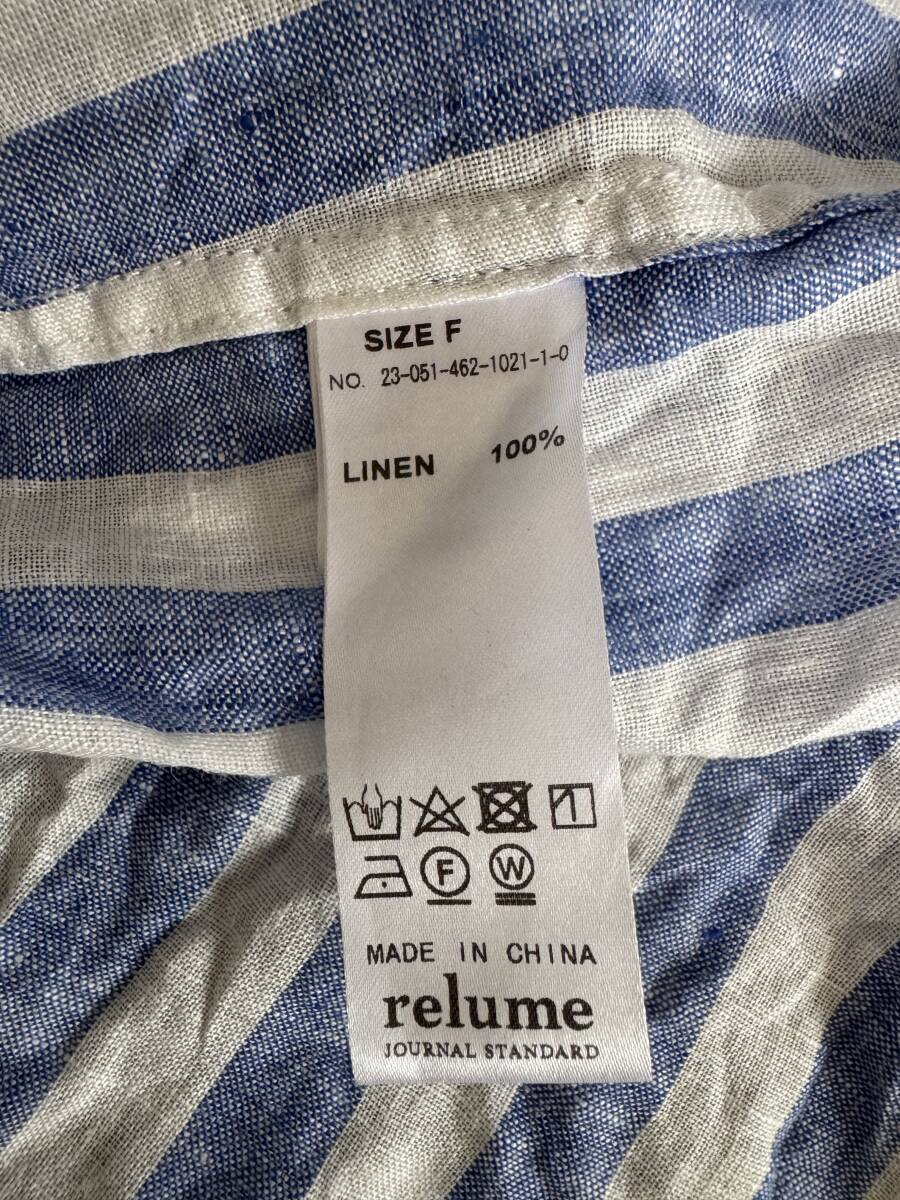 SIZE F
NO. 23-051-462-1021-1-0
LINEN 100%
F W
MADE IN CHINA
relume
JOURNAL STANDARD